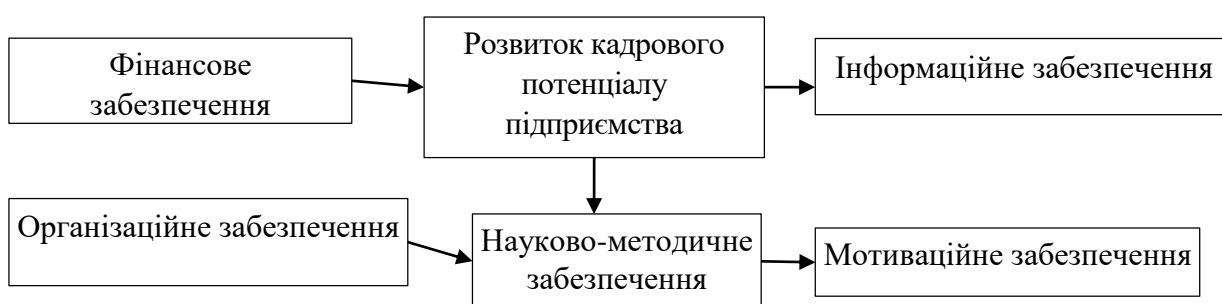 Фінансове
забезпечення
Розвиток кадрового
потенціалу
підприємства
Інформаційне забезпечення
Організаційне забезпечення
Науково-методичне
забезпечення
Мотиваційне забезпечення